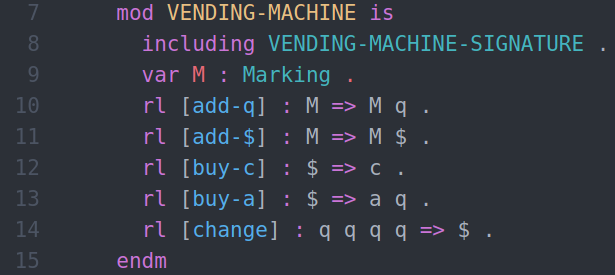 7 mod VENDING-MACHINE is
8 including VENDING-MACHINE-SIGNATURE .
9 var M : Marking .
10 rl [add-q] : M => M q .
11 rl [add-$] : M => M $ .
12 rl [buy-c] : $ => c .
13 rl [buy-a] : $ => a q .
14 rl [change] : q q q q => $ .
15 endm